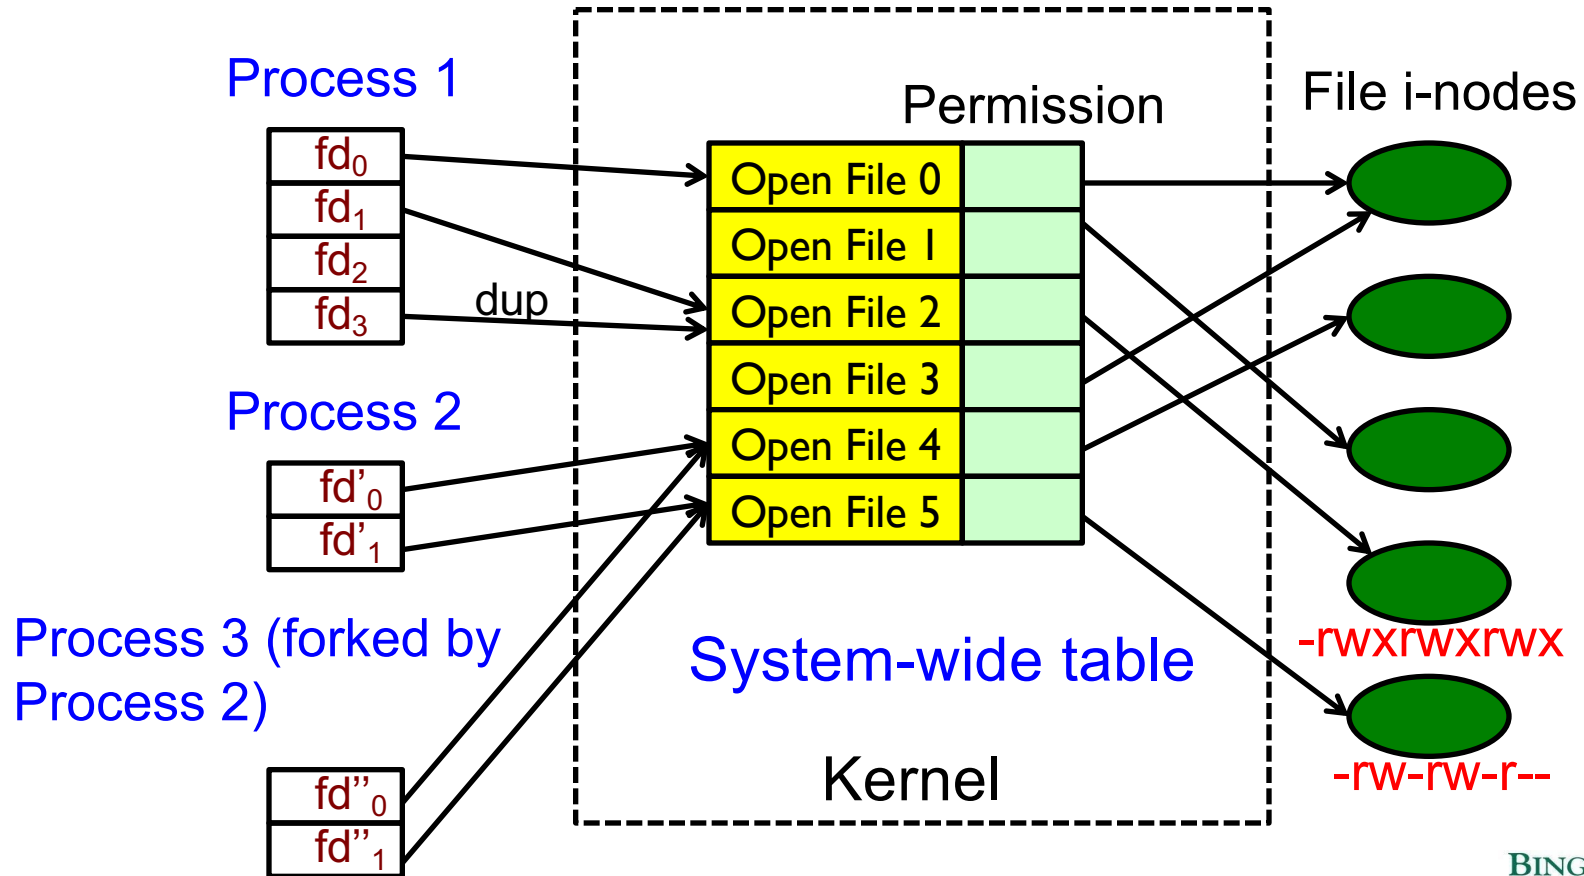 Process 1
fd₀
fd₁
fd₂
fd₃
dup
Process 2
fd’₀
fd’₁
Process 3 (forked by
Process 2)
fd’’₀
fd’’₁
Permission
Open File 0
Open File 1
Open File 2
Open File 3
Open File 4
Open File 5
System-wide table
Kernel
File i-nodes
-rwxrwxrwx
-rw-rw-r--
BING